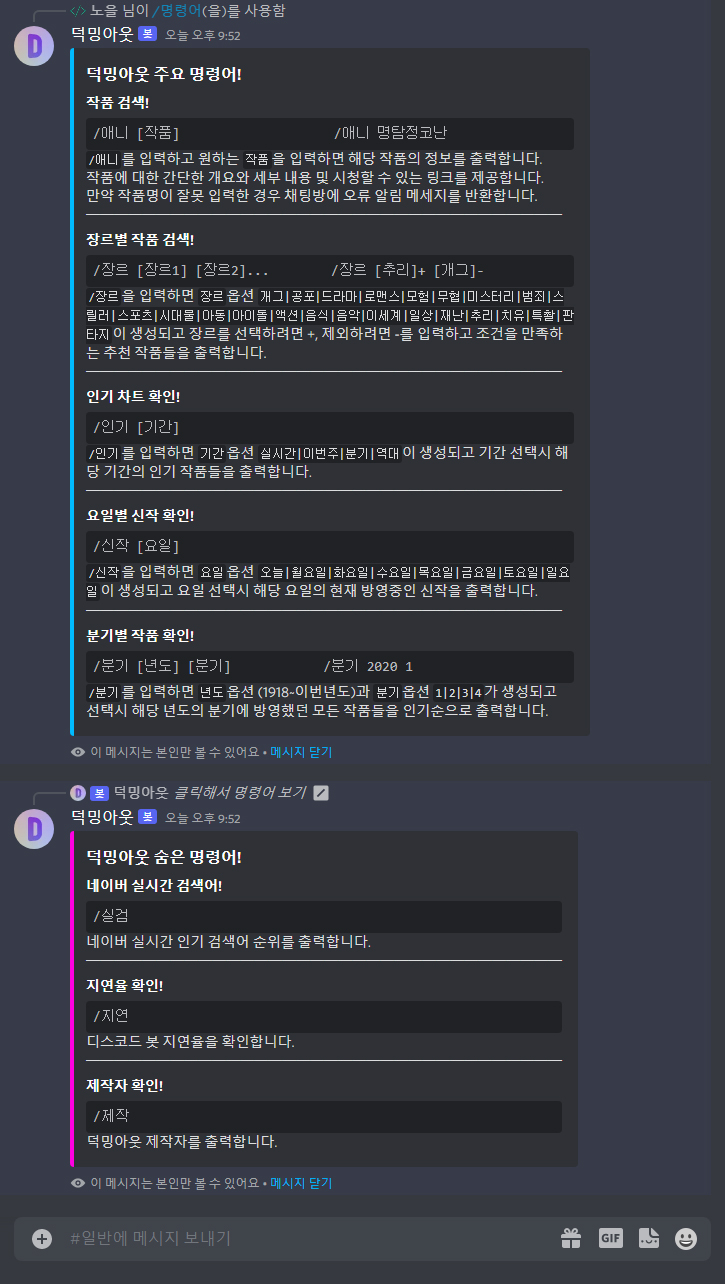 노을 님이 /명령어(을)를 사용함
D
덕밍아웃 봇 오늘 오후 9:52
덕밍아웃 주요 명령어!
작품 검색!
/애니 [작품] /애니 명탐정코난
/애니를 입력하고 원하는 작품을 입력하면 해당 작품의 정보를 출력합니다.
작품에 대한 간단한 개요와 세부 내용 및 시청할 수 있는 링크를 제공합니다.
만약 작품명이 잘못 입력한 경우 채팅방에 오류 알림 메세지를 반환합니다.
장르별 작품 검색!
/장르 [장르1] [장르2]... /장르 [추리]+ [개그]-
/장르을 입력하면 장르 옵션 개그|공포|드라마|로맨스|모험|무협|미스터리|범죄|스
릴러|스포츠|시대물|아동|아이돌|액션|음식|음악|이세계|일상|재난|추리|치유|특촬|판
타지이 생성되고 장르를 선택하려면 +, 제외하려면 -를 입력하고 조건을 만족하
는 추천 작품들을 출력합니다.
인기 차트 확인!
/인기 [기간]
/인기를 입력하면 기간 옵션 실시간|이번주|분기|역대이 생성되고 기간 선택시 해
당 기간의 인기 작품들을 출력합니다.
요일별 신작 확인!
/신작 [요일]
/신작을 입력하면 요일 옵션 오늘|월요일|화요일|수요일|목요일|금요일|토요일|일요
일이 생성되고 요일 선택시 해당 요일의 현재 방영중인 신작을 출력합니다.
분기별 작품 확인!
/분기 [년도] [분기] /분기 2020 1
/분기를 입력하면 년도 옵션 (1918~이번년도)과 분기 옵션 1|2|3|4가 생성되고
선택시 해당 년도의 분기에 방영했던 모든 작품들을 인기순으로 출력합니다.
이 메시지는 본인만 볼 수 있어요 • 메시지 닫기
D 봇 덕밍아웃 클릭해서 명령어 보기
D
덕밍아웃 봇 오늘 오후 9:52
덕밍아웃 숨은 명령어!
네이버 실시간 검색어!
/실검
네이버 실시간 인기 검색어 순위를 출력합니다.
지연율 확인!
/지연
디스코드 봇 지연율을 확인합니다.
제작자 확인!
/제작
덕밍아웃 제작자를 출력합니다.
이 메시지는 본인만 볼 수 있어요 • 메시지 닫기
#일반에 메시지 보내기
GIF